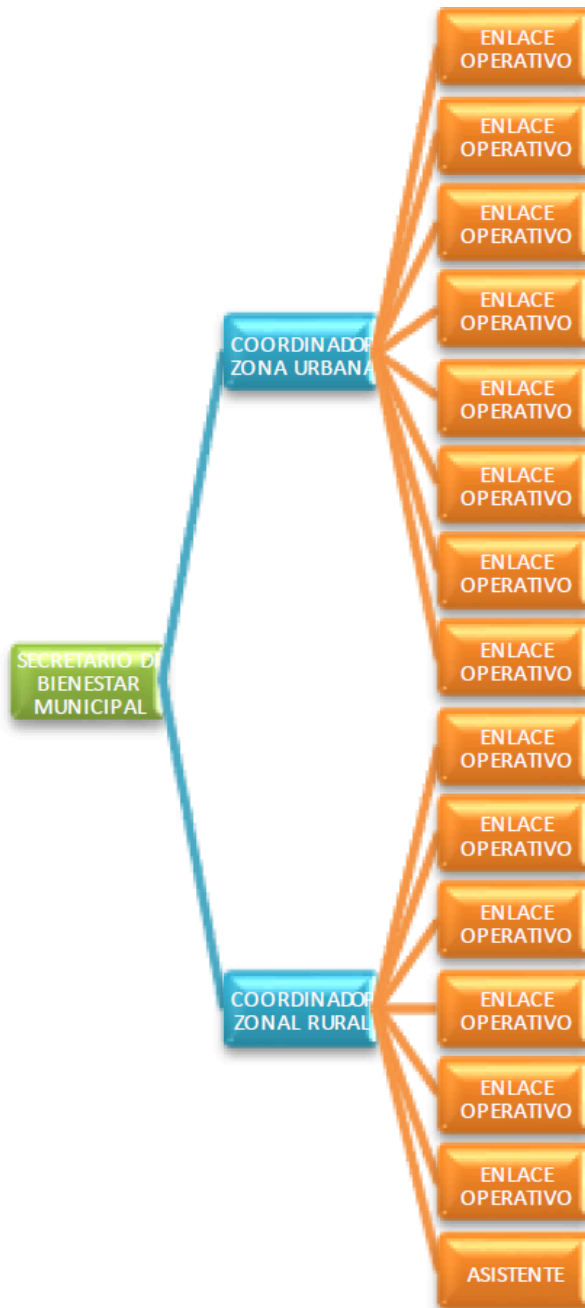 SECRETARIO DE
BIENESTAR
MUNICIPAL
COORDINADOR
ZONA URBANA
ENLACE
OPERATIVO
ENLACE
OPERATIVO
ENLACE
OPERATIVO
ENLACE
OPERATIVO
ENLACE
OPERATIVO
ENLACE
OPERATIVO
ENLACE
OPERATIVO
ENLACE
OPERATIVO
COORDINADOR
ZONAL RURAL
ENLACE
OPERATIVO
ENLACE
OPERATIVO
ENLACE
OPERATIVO
ENLACE
OPERATIVO
ENLACE
OPERATIVO
ENLACE
OPERATIVO
ASISTENTE